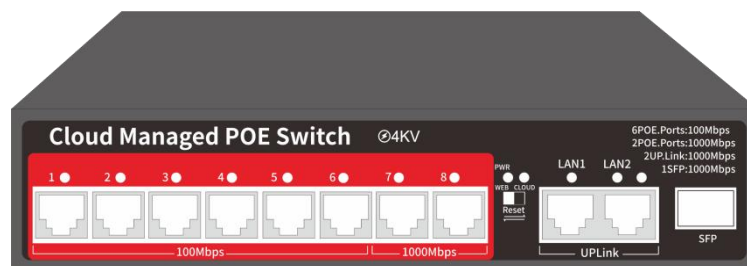 Cloud Managed POE Switch 4KV
6POE.Ports:100Mbps
2POE.Ports:1000Mbps
2UP.Link:1000Mbps
1SFP:1000Mbps
1 2 3 4 5 6 7 8
PWR
WEB CLOUD
Reset
LAN1 LAN2
SFP
100Mbps 1000Mbps UPLink